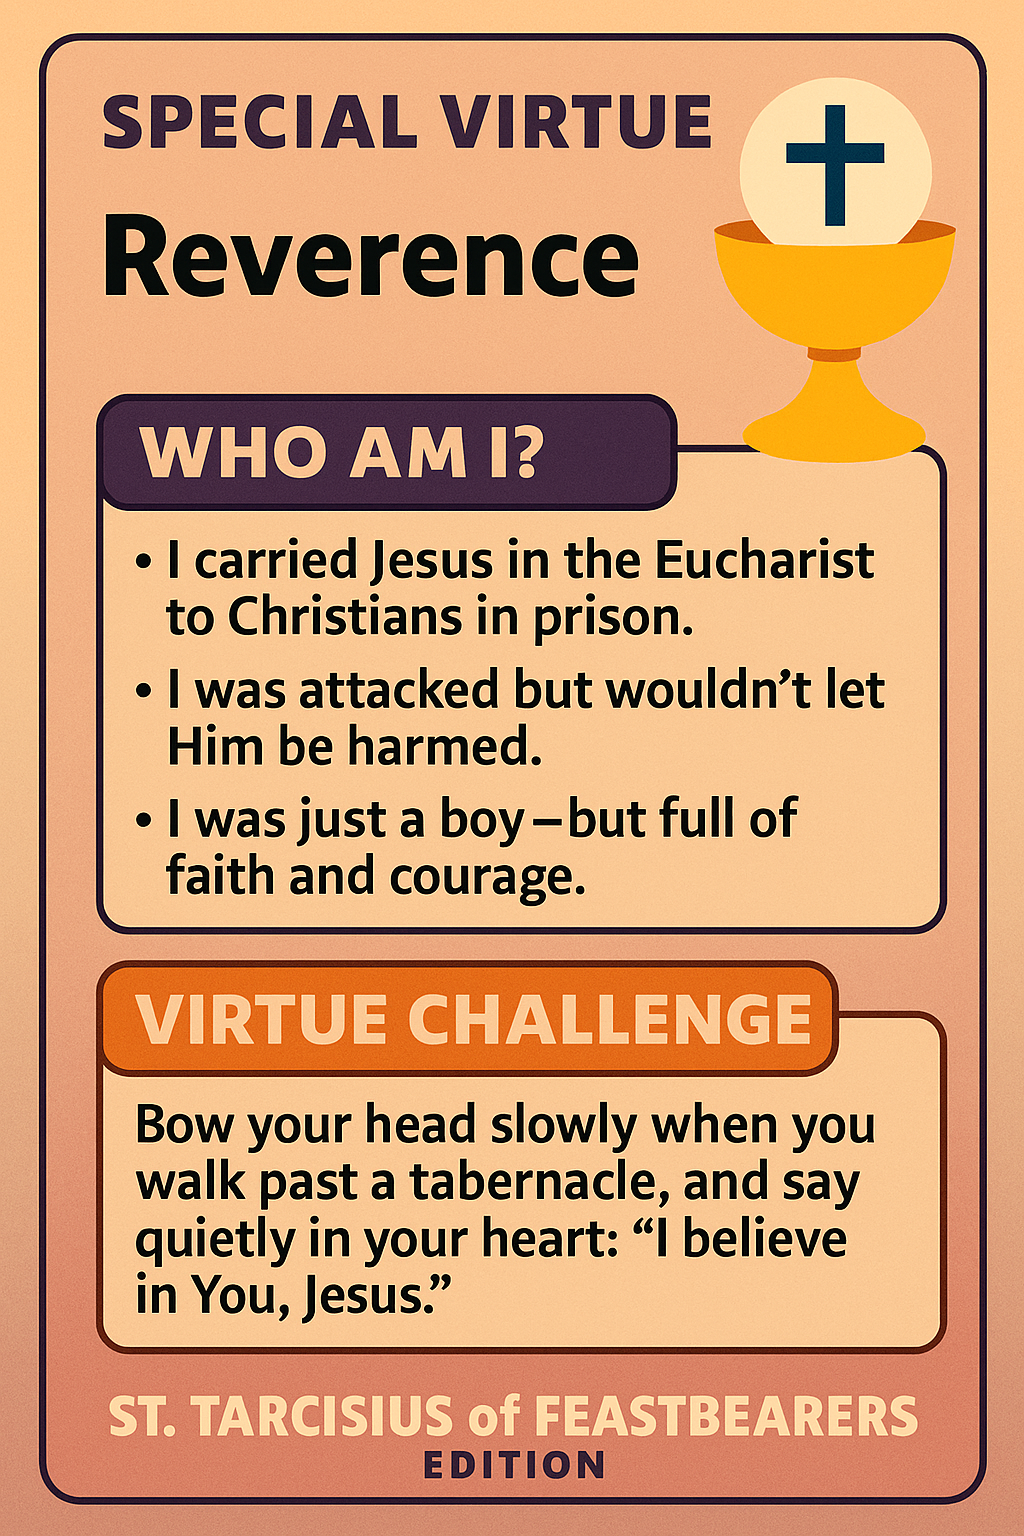 SPECIAL VIRTUE
Reverence
WHO AM I?
• I carried Jesus in the Eucharist
to Christians in prison.
• I was attacked but wouldn’t let
Him be harmed.
• I was just a boy—but full of
faith and courage.
VIRTUE CHALLENGE
Bow your head slowly when you
walk past a tabernacle, and say
quietly in your heart: “I believe
in You, Jesus.”
ST. TARCISIUS of FEASTBEARERS
EDITION